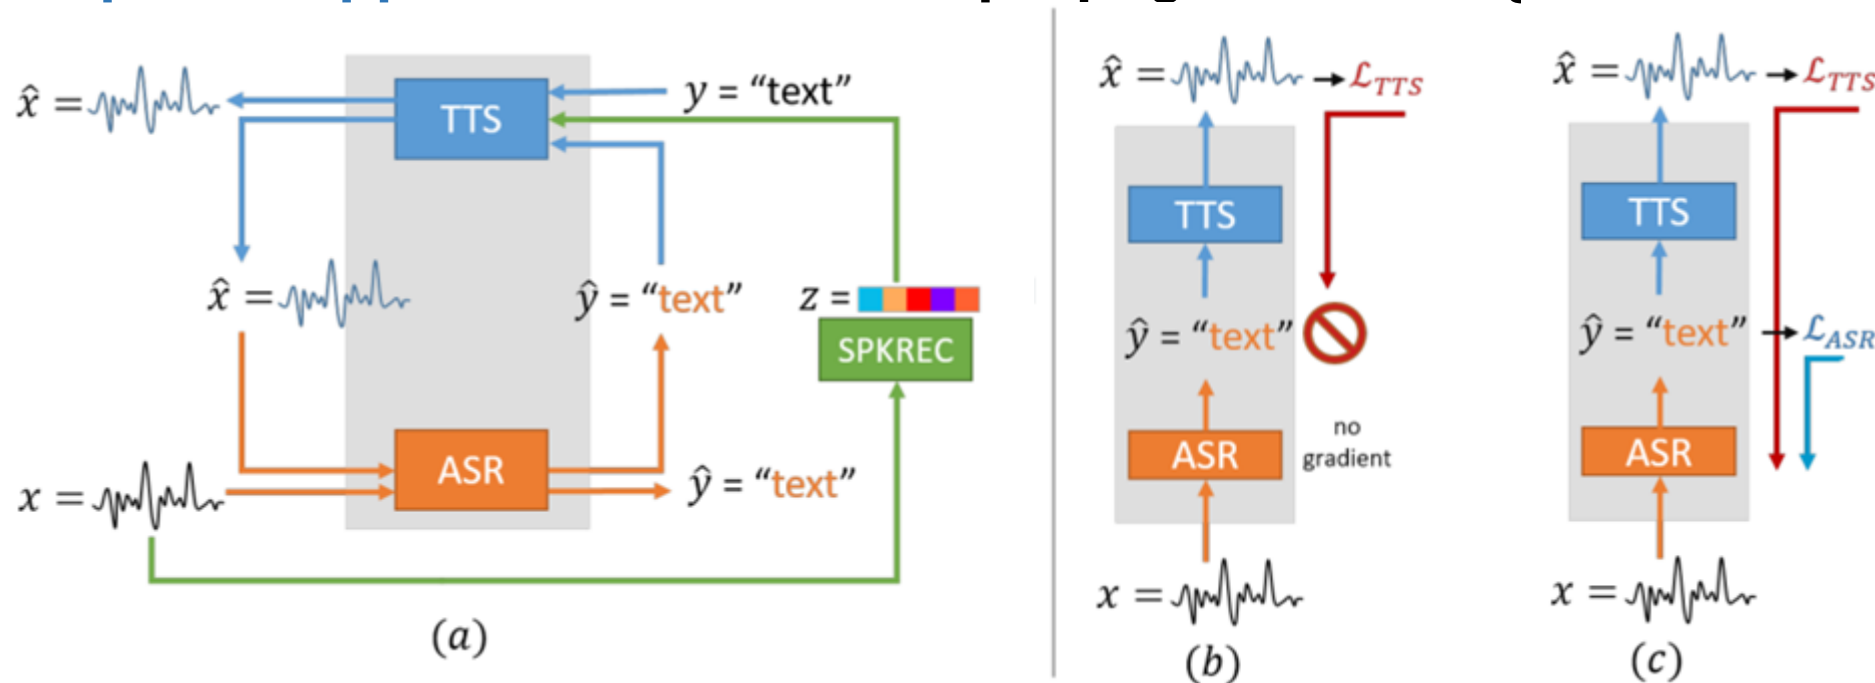 x̂ =
TTS
y = “text”
x̂ =
ŷ = “text”
z =
SPKREC
x =
ASR
ŷ = “text”
(a)
x̂ =
ℒTTS
TTS
ŷ = “text”
no
gradient
ASR
x =
(b)
x̂ =
ℒTTS
TTS
ŷ = “text”
ℒASR
ASR
x =
(c)